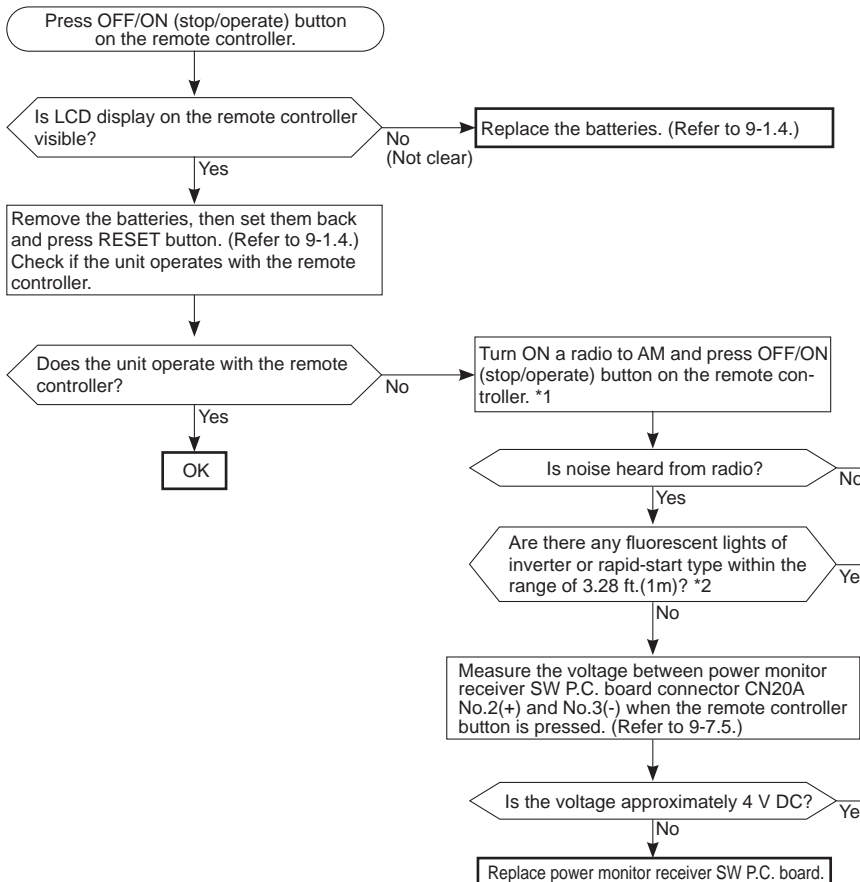 Press OFF/ON (stop/operate) button
on the remote controller.
Is LCD display on the remote controller
visible?
No
(Not clear)
Replace the batteries. (Refer to 9-1.4.)
Yes
Remove the batteries, then set them back
and press RESET button. (Refer to 9-1.4.)
Check if the unit operates with the remote
controller.
Does the unit operate with the remote
controller?
No
Yes
OK
Turn ON a radio to AM and press OFF/ON
(stop/operate) button on the remote con-
troller. *1
Is noise heard from radio?
No
Yes
Are there any fluorescent lights of
inverter or rapid-start type within the
range of 3.28 ft.(1m)? *2
Ye
No
Measure the voltage between power monitor
receiver SW P.C. board connector CN20A
No.2(+) and No.3(-) when the remote controller
button is pressed. (Refer to 9-7.5.)
Is the voltage approximately 4 V DC?
Ye
No
Replace power monitor receiver SW P.C. board.